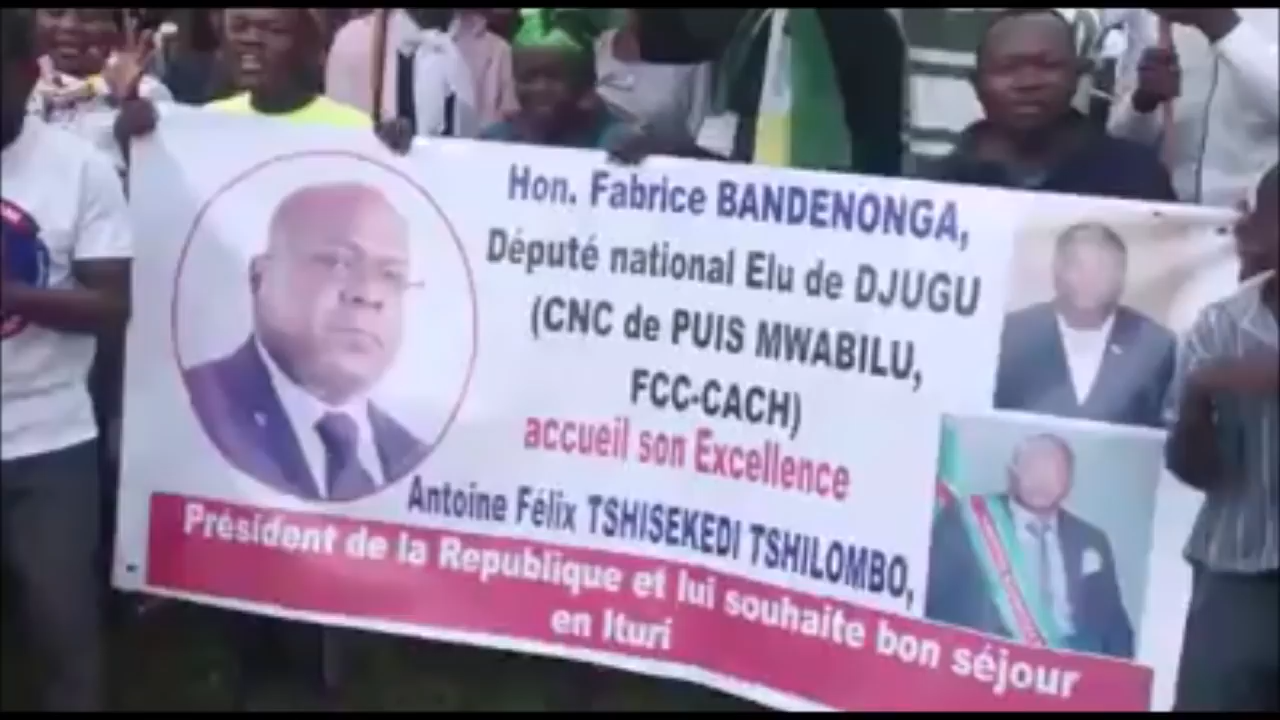 Hon. Fabrice BANDENONGA,
Député national Elu de DJUGU
(CNC de PUIS MWABILU,
FCC-CACH)
accueil son Excellence
Antoine Félix TSHISEKEDI TSHILOMBO,
Président de la Republique et lui souhaite bon séjour
en Ituri